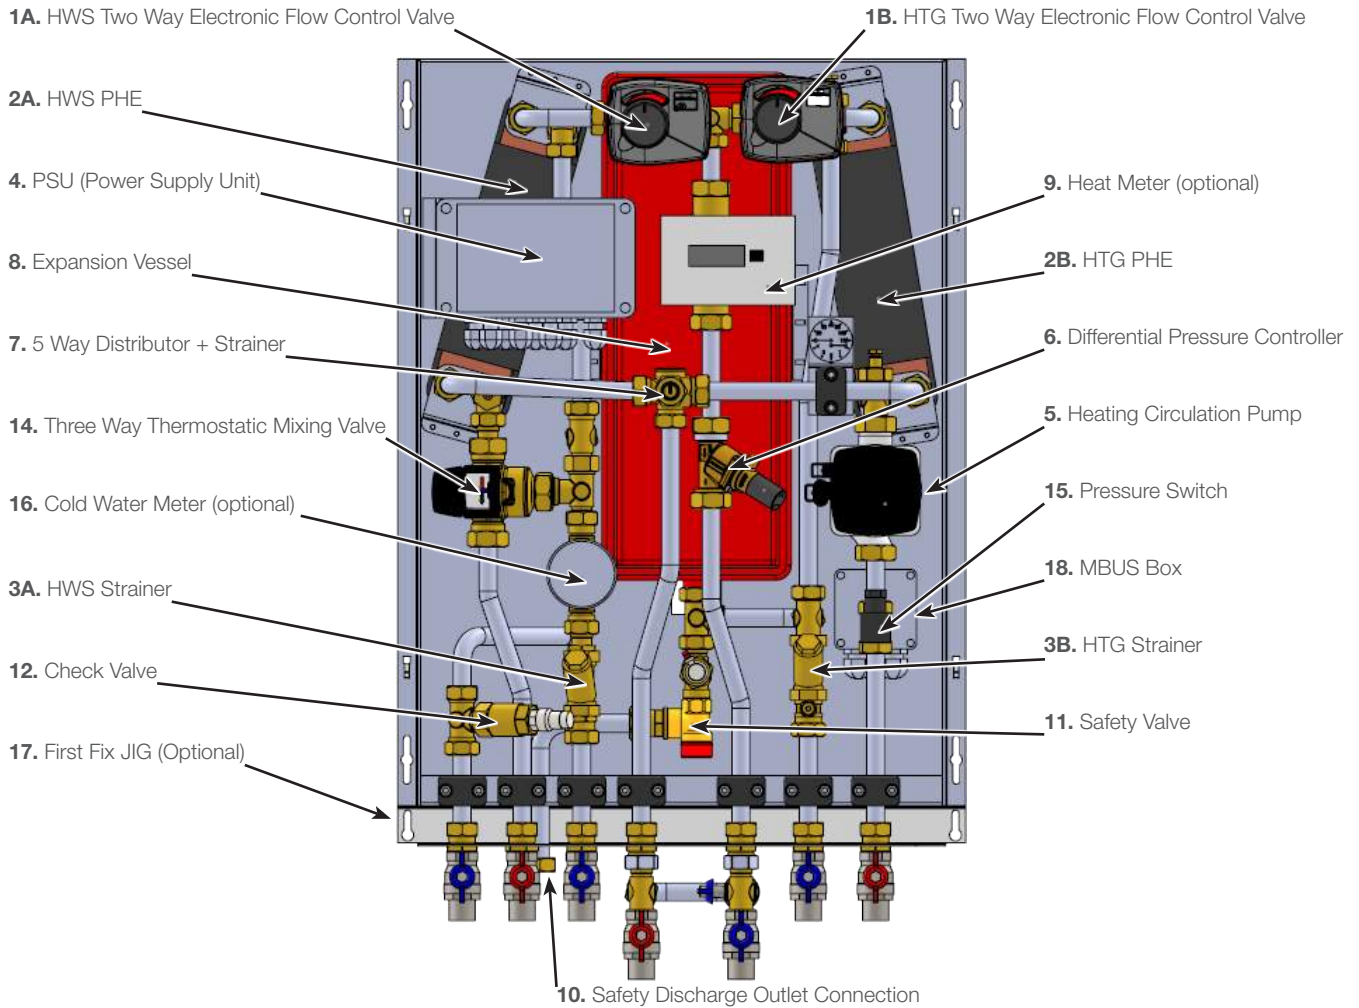 1A. HWS Two Way Electronic Flow Control Valve
1B. HTG Two Way Electronic Flow Control Valve
2A. HWS PHE
4. PSU (Power Supply Unit)
9. Heat Meter (optional)
8. Expansion Vessel
2B. HTG PHE
7. 5 Way Distributor + Strainer
6. Differential Pressure Controller
14. Three Way Thermostatic Mixing Valve
5. Heating Circulation Pump
16. Cold Water Meter (optional)
15. Pressure Switch
18. MBUS Box
3A. HWS Strainer
3B. HTG Strainer
12. Check Valve
11. Safety Valve
17. First Fix JIG (Optional)
10. Safety Discharge Outlet Connection